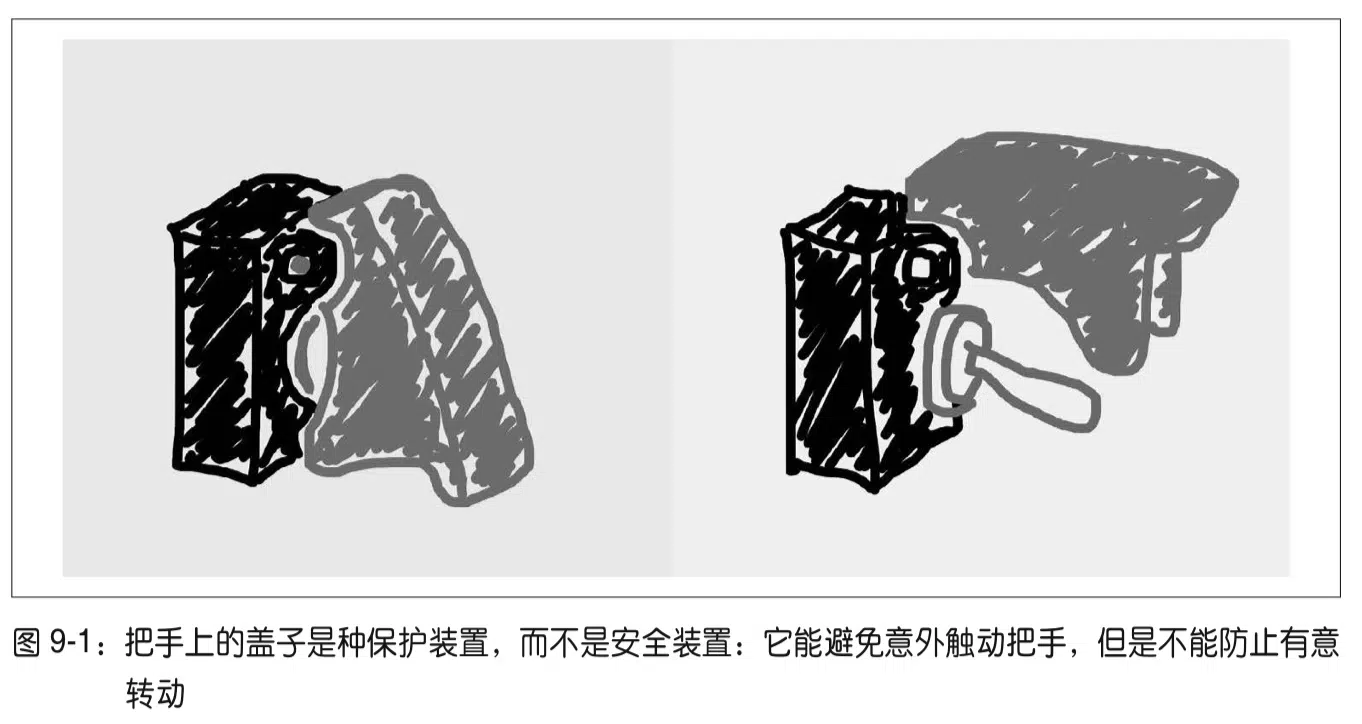 图 9-1：把手上的盖子是种保护装置，而不是安全装置：它能避免意外触动把手，但是不能防止有意
转动